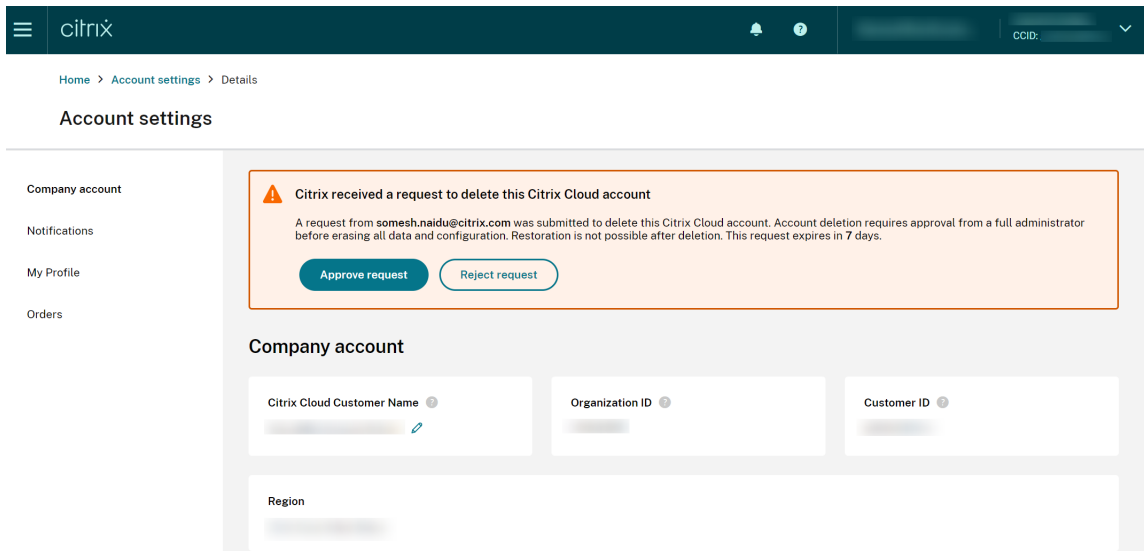 citrix
?
CCID:
Home > Account settings > Details
Account settings
Company account
Notifications
My Profile
Orders
Citrix received a request to delete this Citrix Cloud account
A request from somesh.naidu@citrix.com was submitted to delete this Citrix Cloud account. Account deletion requires approval from a full administrator
before erasing all data and configuration. Restoration is not possible after deletion. This request expires in 7 days.
Approve request
Reject request
Company account
Citrix Cloud Customer Name ?
Organization ID ?
Customer ID ?
Region